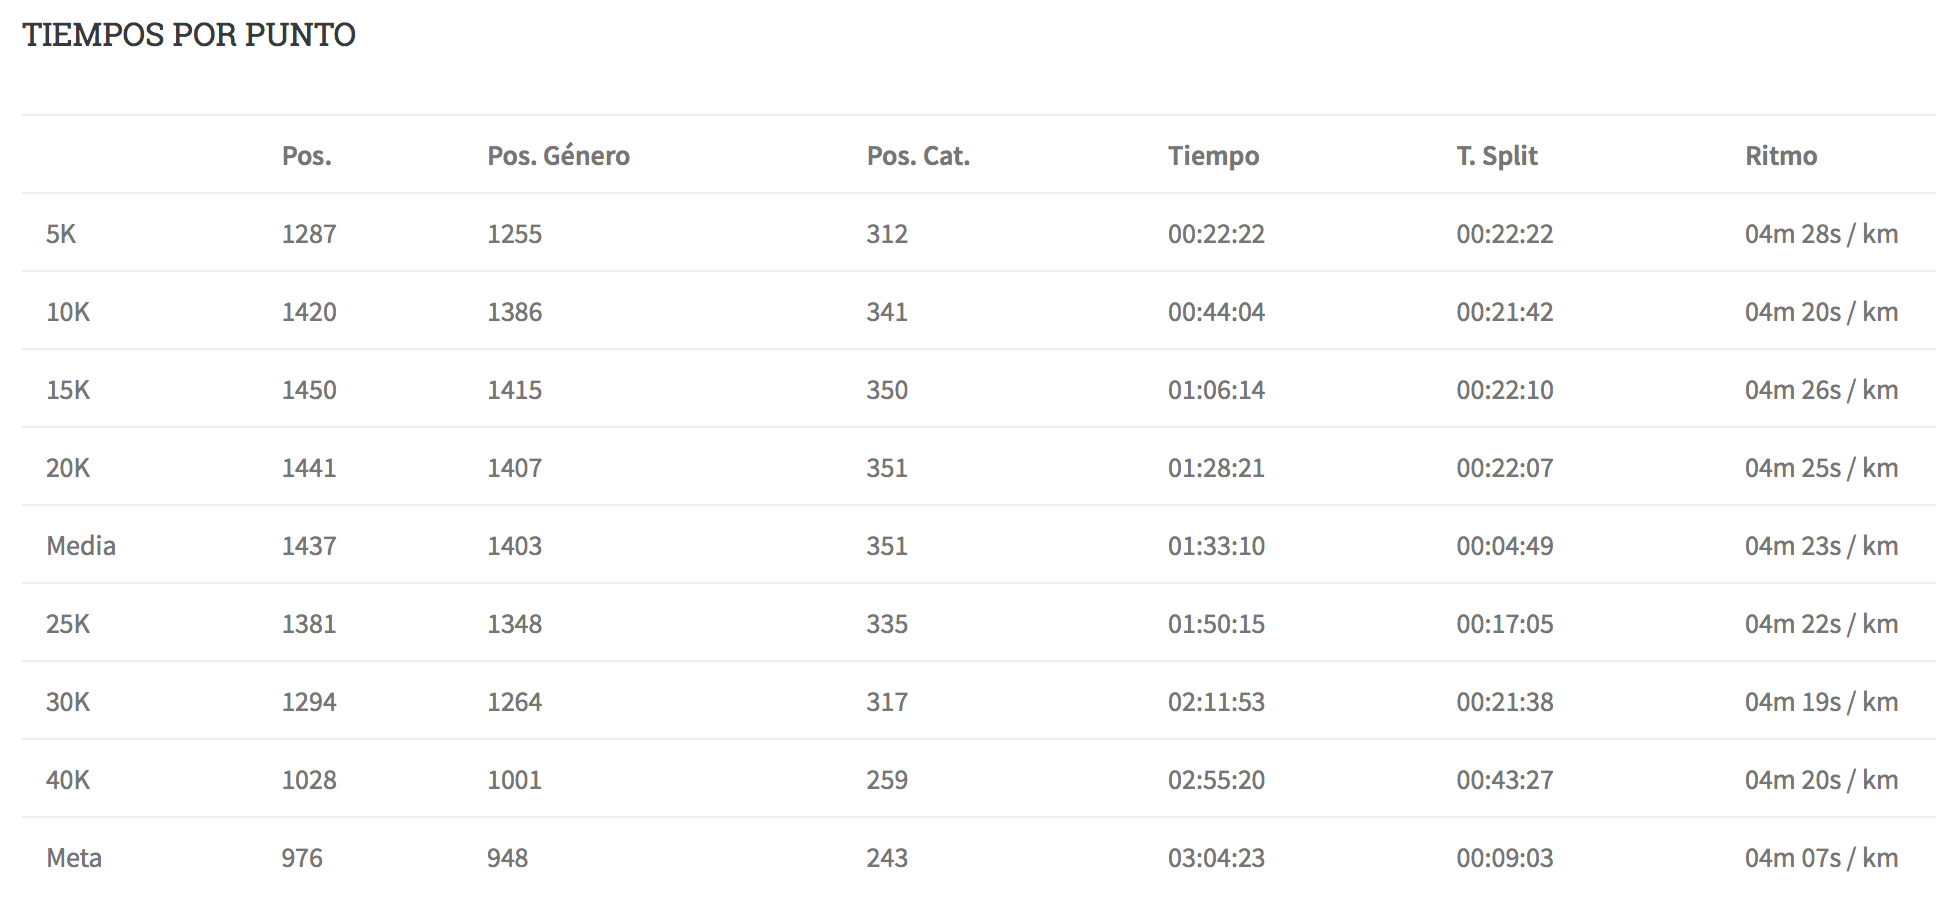 TIEMPOS POR PUNTO
Pos. Pos. Género Pos. Cat. Tiempo T. Split Ritmo
5K 1287 1255 312 00:22:22 00:22:22 04m 28s / km
10K 1420 1386 341 00:44:04 00:21:42 04m 20s / km
15K 1450 1415 350 01:06:14 00:22:10 04m 26s / km
20K 1441 1407 351 01:28:21 00:22:07 04m 25s / km
Media 1437 1403 351 01:33:10 00:04:49 04m 23s / km
25K 1381 1348 335 01:50:15 00:17:05 04m 22s / km
30K 1294 1264 317 02:11:53 00:21:38 04m 19s / km
40K 1028 1001 259 02:55:20 00:43:27 04m 20s / km
Meta 976 948 243 03:04:23 00:09:03 04m 07s / km